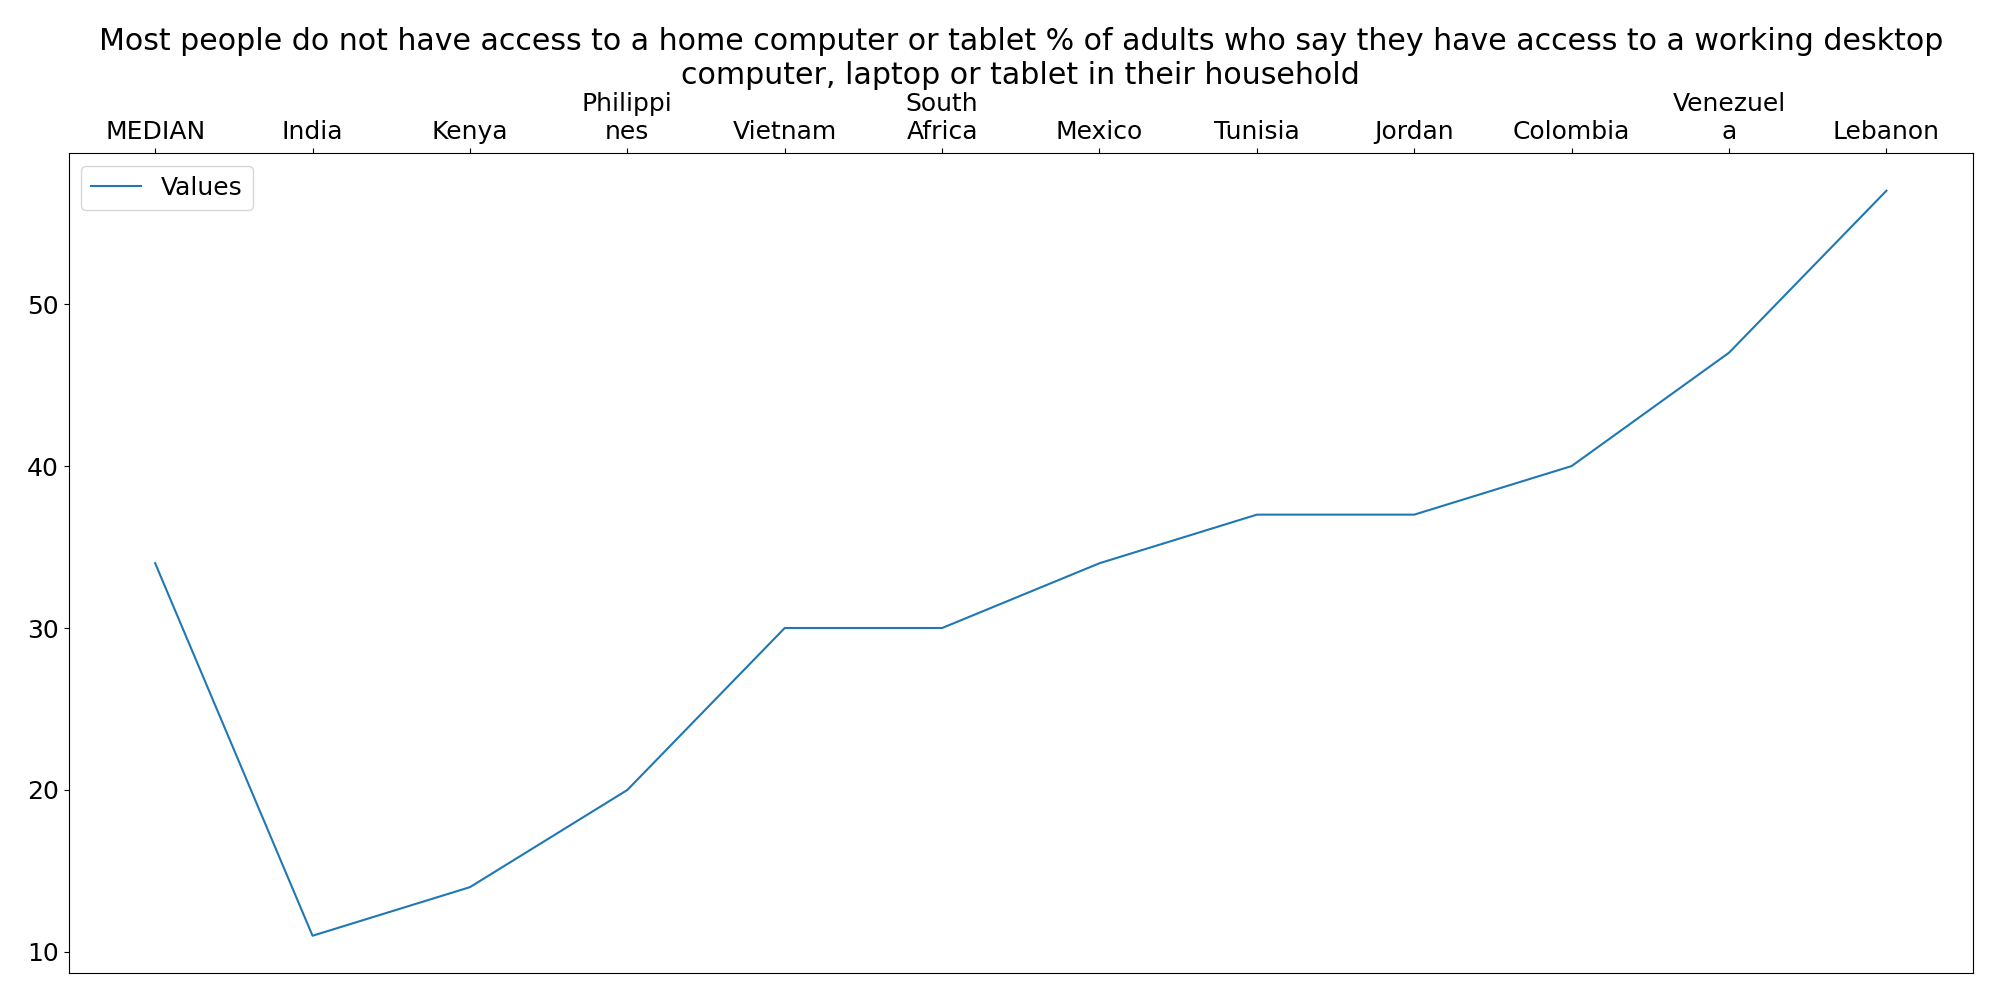 Most people do not have access to a home computer or tablet % of adults who say they have access to a working desktop
computer, laptop or tablet in their household
MEDIAN
India
Kenya
Philippi
nes
Vietnam
South
Africa
Mexico
Tunisia
Jordan
Colombia
Venezuel
a
Lebanon
Values
50
40
30
20
10